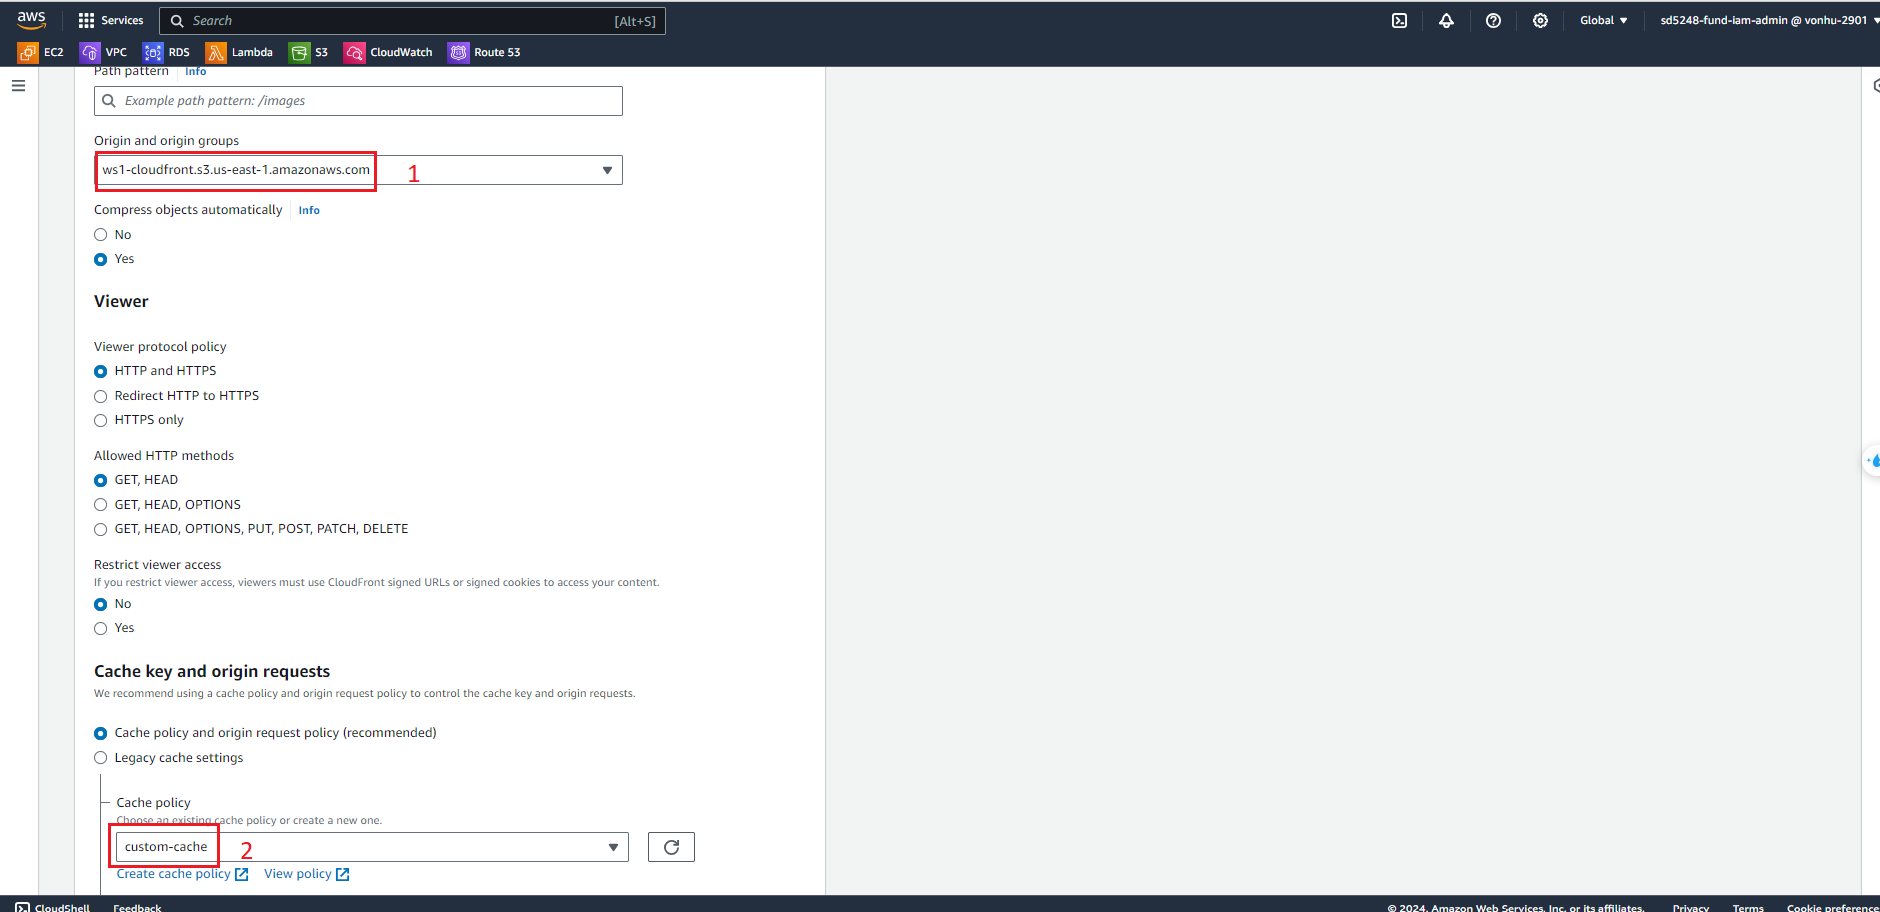 aws Services Search [Alt+S] Global sd5248-fund-iam-admin @ vonhu-2901
EC2 VPC RDS Lambda S3 CloudWatch Route 53
Path pattern Info
Example path pattern: /images
Origin and origin groups
ws1-cloudfront.s3.us-east-1.amazonaws.com 1
Compress objects automatically Info
No
Yes
Viewer
Viewer protocol policy
HTTP and HTTPS
Redirect HTTP to HTTPS
HTTPS only
Allowed HTTP methods
GET, HEAD
GET, HEAD, OPTIONS
GET, HEAD, OPTIONS, PUT, POST, PATCH, DELETE
Restrict viewer access
If you restrict viewer access, viewers must use CloudFront signed URLs or signed cookies to access your content.
No
Yes
Cache key and origin requests
We recommend using a cache policy and origin request policy to control the cache key and origin requests.
Cache policy and origin request policy (recommended)
Legacy cache settings
Cache policy
Choose an existing cache policy or create a new one.
custom-cache 2
Create cache policy View policy
CloudShell Feedback © 2024, Amazon Web Services, Inc. or its affiliates. Privacy Terms Cookie preference